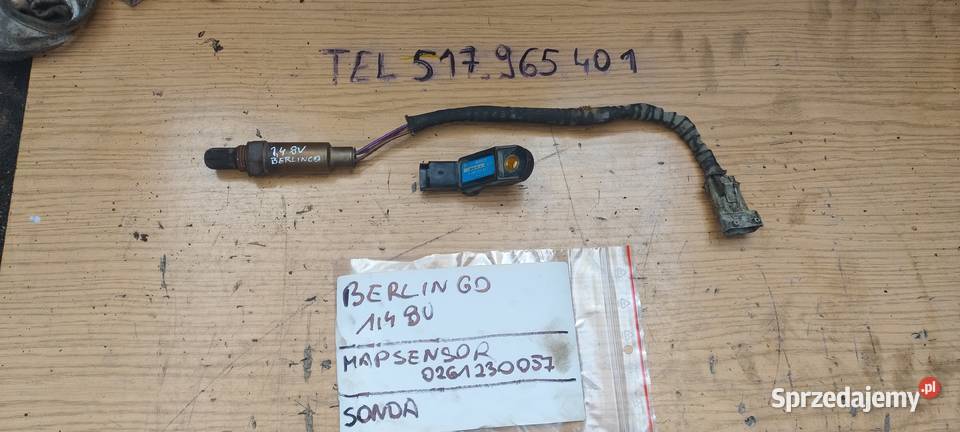 TEL 517.965 401
1,4 8V
BERLINGO
BERLINGO
1,4 8V
MAPSENSOR
0261230057
SONDA
Sprzedajemy.pl